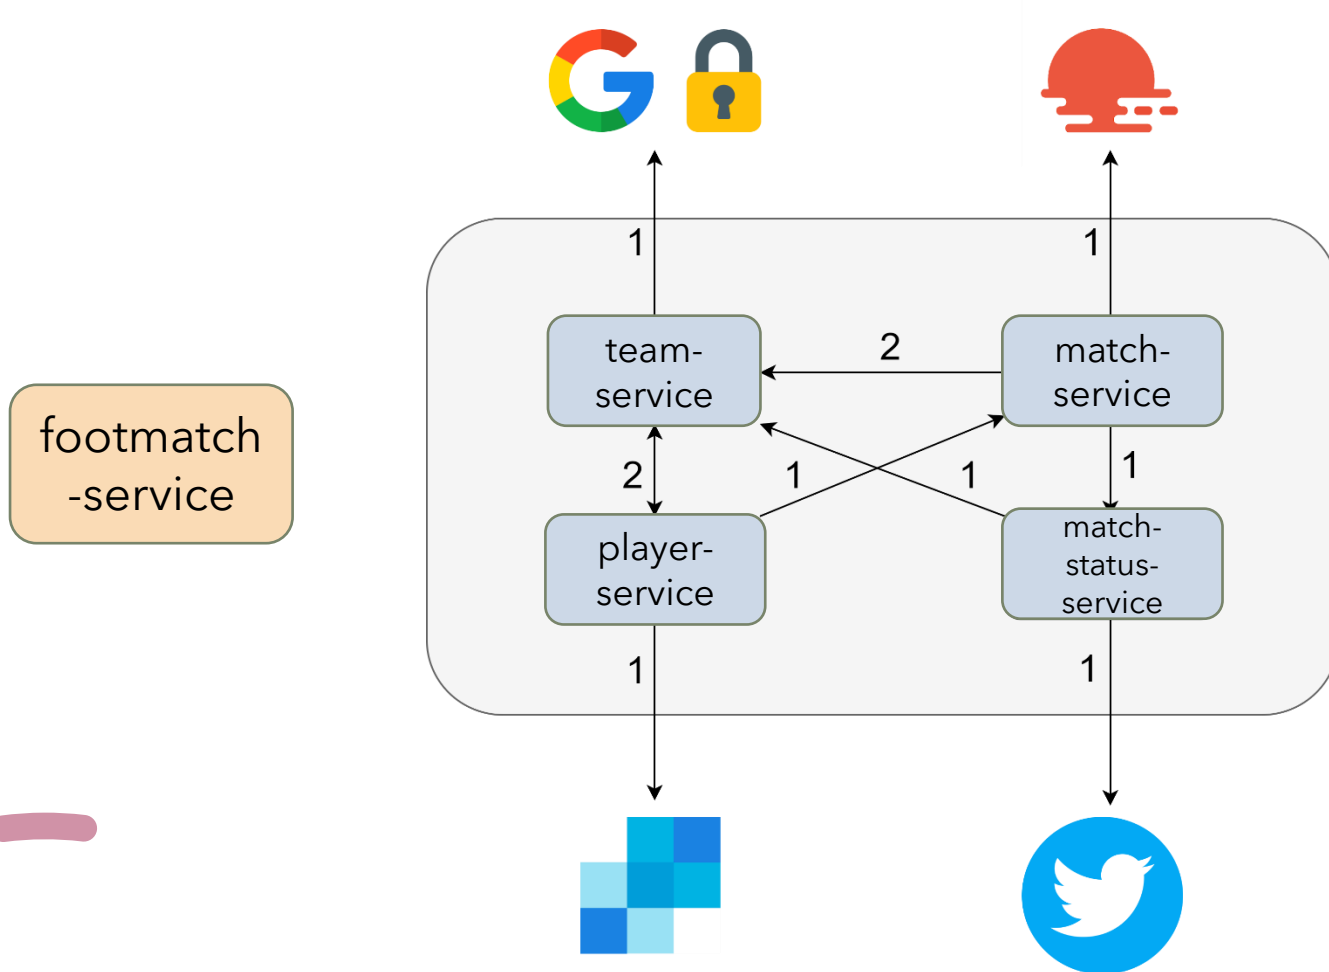 1
1
team-
service
2
match-
service
footmatch
-service
2
1
1
1
player-
service
match-
status-
service
1
1